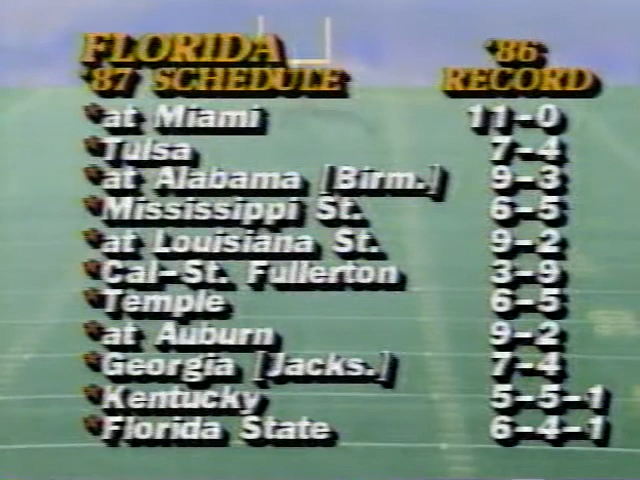 FLORIDA '86
'87 SCHEDULE RECORD
*at Miami 11-0
*Tulsa 7-4
*at Alabama [Birm.] 9-3
*Mississippi St. 6-5
*at Louisiana St. 9-2
*Cal-St. Fullerton 3-9
*Temple 6-5
*at Auburn 9-2
*Georgia [Jacks.] 7-4
*Kentucky 5-5-1
*Florida State 6-4-1